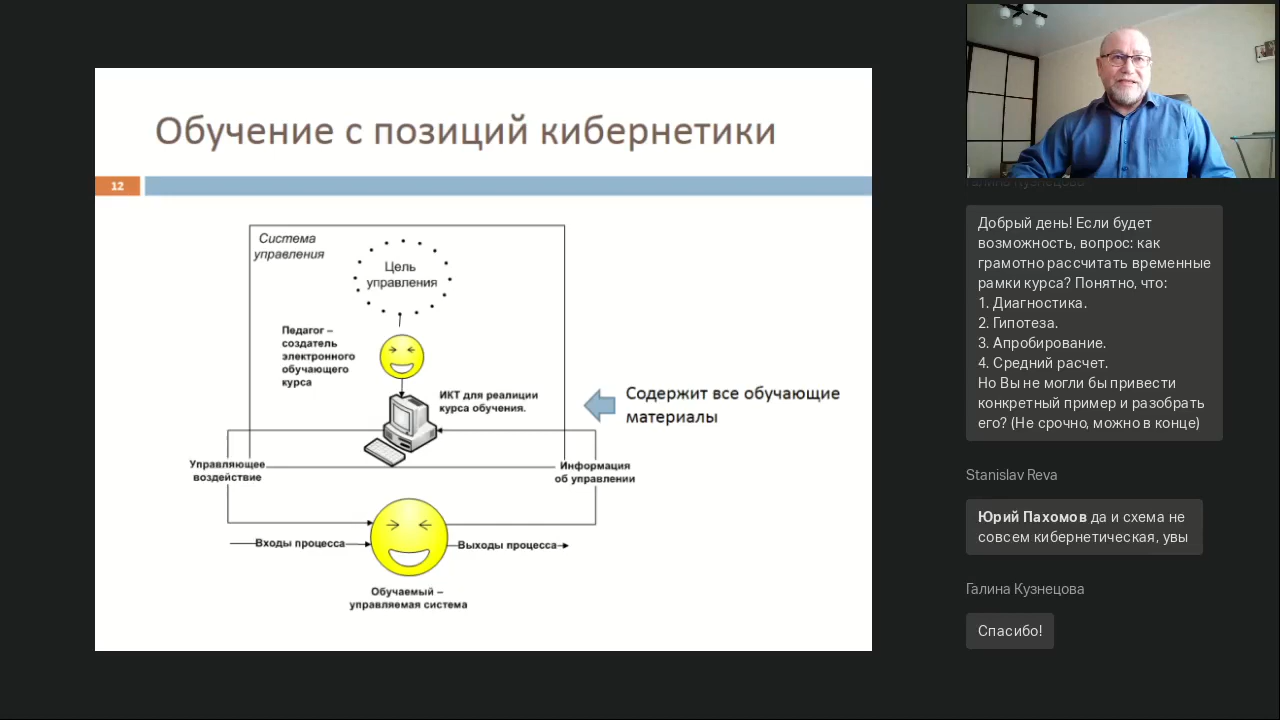 Обучение с позиций кибернетики
12
Система
управления
Цель
управления
Педагог –
создатель
электронного
обучающего
курса
ИКТ для реалиции
курса обучения.
Содержит все обучающие
материалы
Управляющее
воздействие
Информация
об управлении
Входы процесса
Выходы процесса
Обучаемый –
управляемая система
Добрый день! Если будет
возможность, вопрос: как
грамотно рассчитать временные
рамки курса? Понятно, что:
1. Диагностика.
2. Гипотеза.
3. Апробирование.
4. Средний расчет.
Но Вы не могли бы привести
конкретный пример и разобрать
его? (Не срочно, можно в конце)
Stanislav Reva
Юрий Пахомов да и схема не
совсем кибернетическая, увы
Галина Кузнецова
Спасибо!